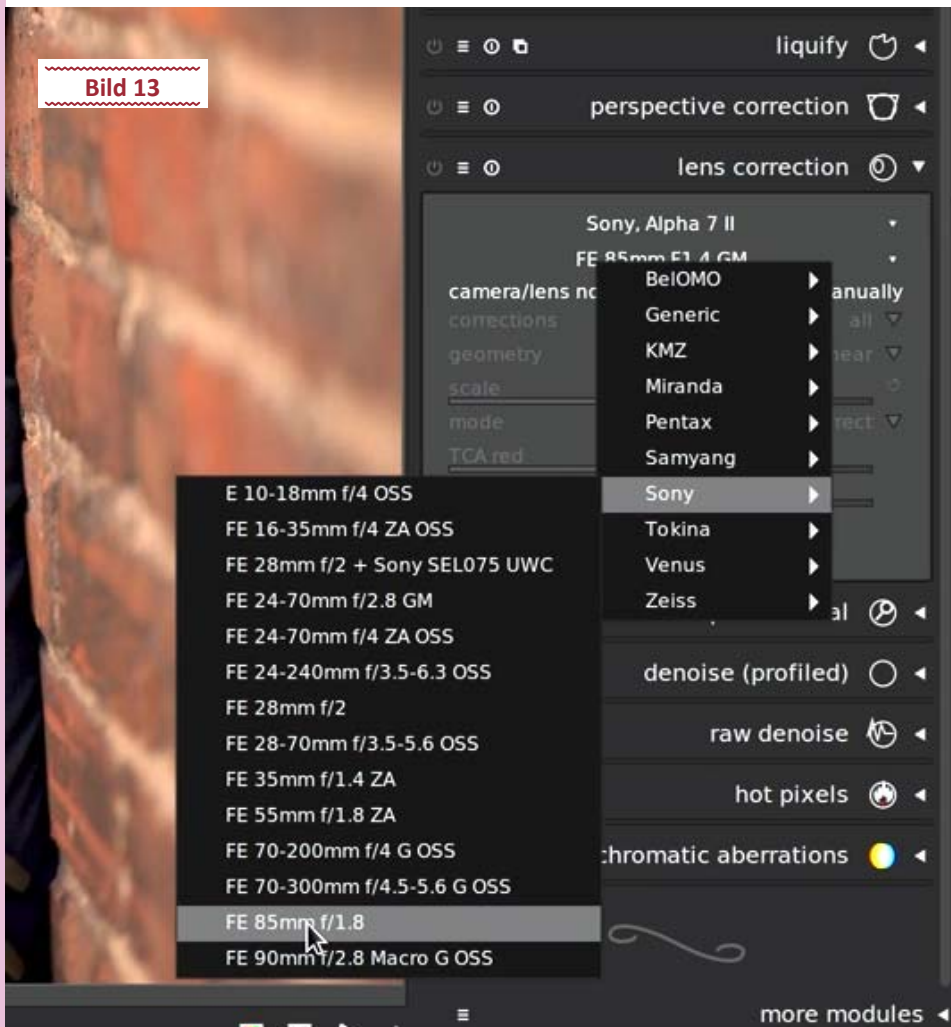 Bild 13
liquify
perspective correction
lens correction
Sony, Alpha 7 II
FE 85mm F1.4 GM
camera/lens no
anually
corrections
all
geometry
near
scale
mode
rect
TCA red
BelOMO
Generic
KMZ
Miranda
Pentax
Samyang
Sony
Tokina
Venus
Zeiss
E 10-18mm f/4 OSS
FE 16-35mm f/4 ZA OSS
FE 28mm f/2 + Sony SEL075 UWC
FE 24-70mm f/2.8 GM
FE 24-70mm f/4 ZA OSS
FE 24-240mm f/3.5-6.3 OSS
FE 28mm f/2
FE 28-70mm f/3.5-5.6 OSS
FE 35mm f/1.4 ZA
FE 55mm f/1.8 ZA
FE 70-200mm f/4 G OSS
FE 70-300mm f/4.5-5.6 G OSS
FE 85mm f/1.8
FE 90mm f/2.8 Macro G OSS
al
denoise (profiled)
raw denoise
hot pixels
chromatic aberrations
more modules